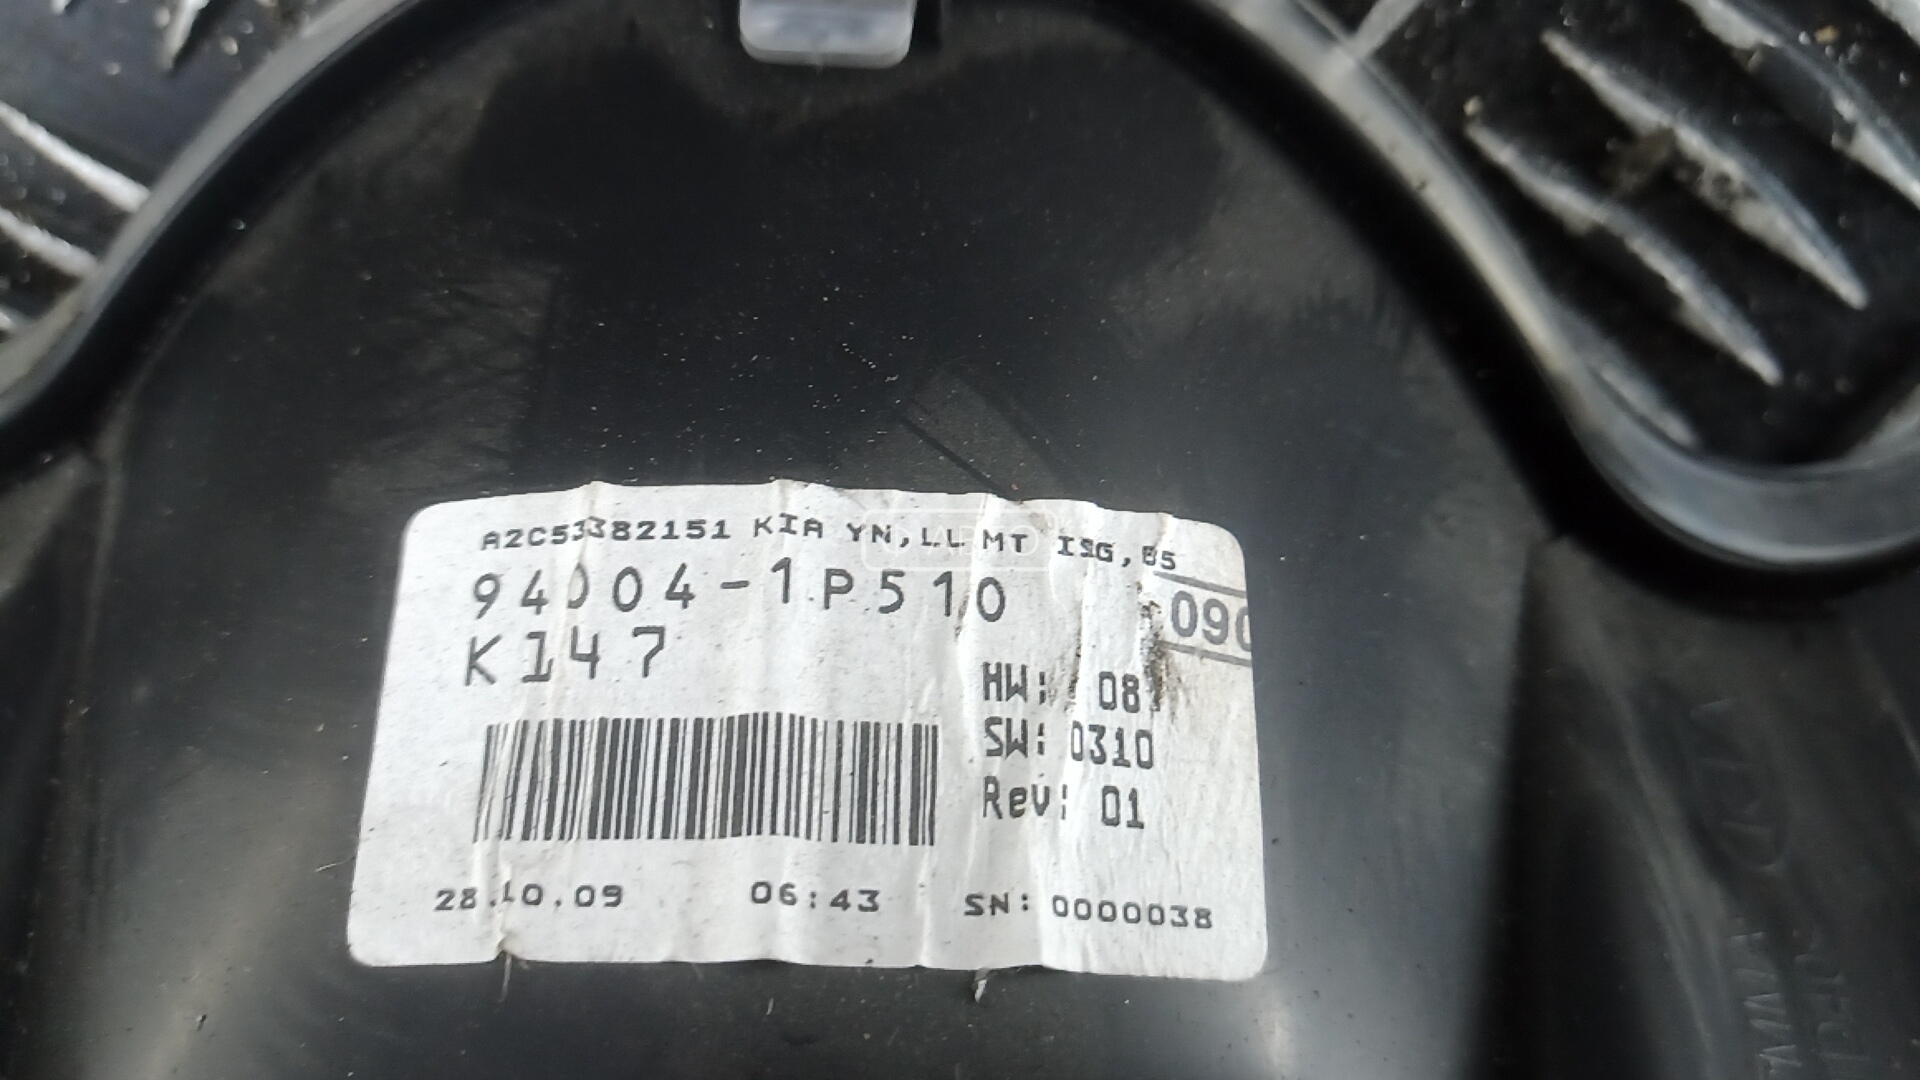 A2C53382151 KIA YN, LL MT ISG, B5
94004-1P510
090
K147
HW: 08
SW: 0310
Rev: 01
28.10.09 06:43 SN: 0000038